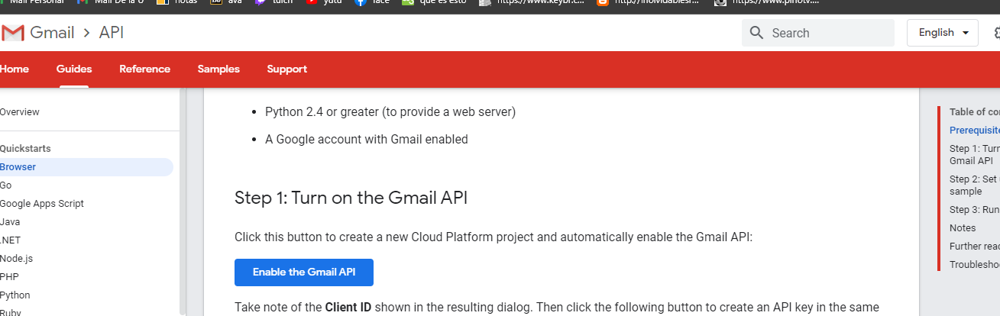 Mail Personal Mail De la U notas ava tuich yutu face que es esto https://www.keybr.c... http://inolvidablesr... https://www.pirlotv....
Gmail > API
Search
English
Home Guides Reference Samples Support
Overview
Quickstarts
Browser
Go
Google Apps Script
Java
.NET
Node.js
PHP
Python
Ruby
• Python 2.4 or greater (to provide a web server)
• A Google account with Gmail enabled
Step 1: Turn on the Gmail API
Click this button to create a new Cloud Platform project and automatically enable the Gmail API:
Enable the Gmail API
Take note of the Client ID shown in the resulting dialog. Then click the following button to create an API key in the same
Table of co
Prerequisite
Step 1: Turn
Gmail API
Step 2: Set
sample
Step 3: Run
Notes
Further read
Troublesho